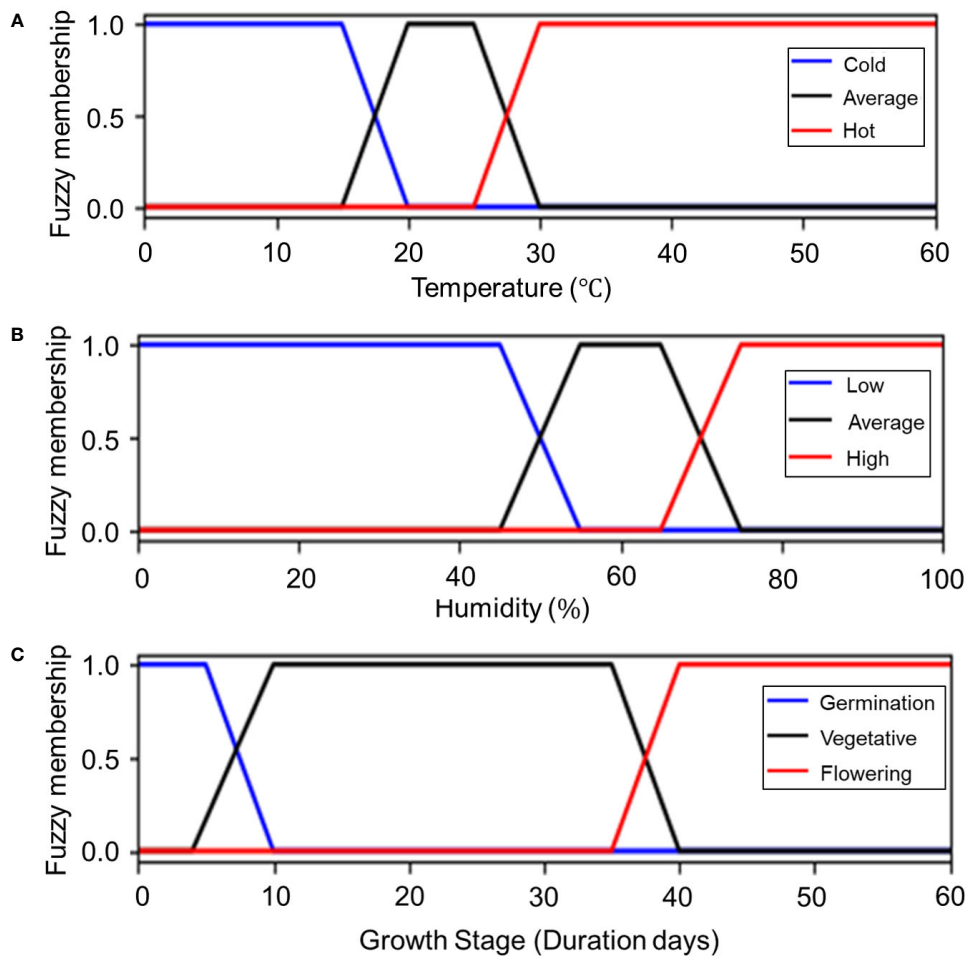 A
Fuzzy membership
1.0
0.5
0.0
Cold
Average
Hot
0 10 20 30 40 50 60
Temperature (°C)
B
Fuzzy membership
1.0
0.5
0.0
Low
Average
High
0 20 40 60 80 100
Humidity (%)
C
Fuzzy membership
1.0
0.5
0.0
Germination
Vegetative
Flowering
0 10 20 30 40 50 60
Growth Stage (Duration days)